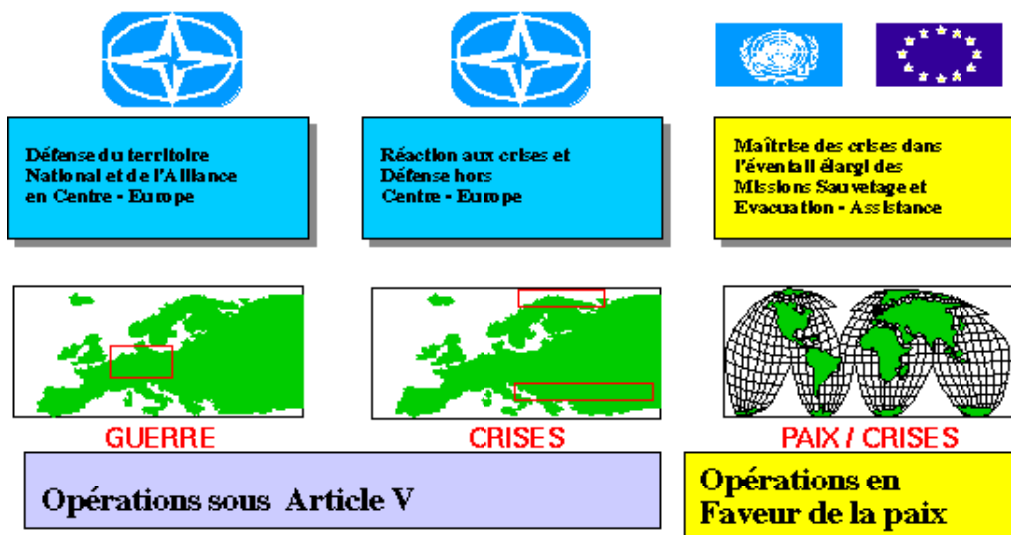 Défense du territoire
National et de l'Alliance
en Centre - Europe
Réaction aux crises et
Défense hors
Centre - Europe
Maîtrise des crises dans
l'éventail élargi des
Missions Sauvetage et
Evacuation - Assistance
GUERRE
CRISES
PAIX / CRISES
Opérations sous Article V
Opérations en
Faveur de la paix